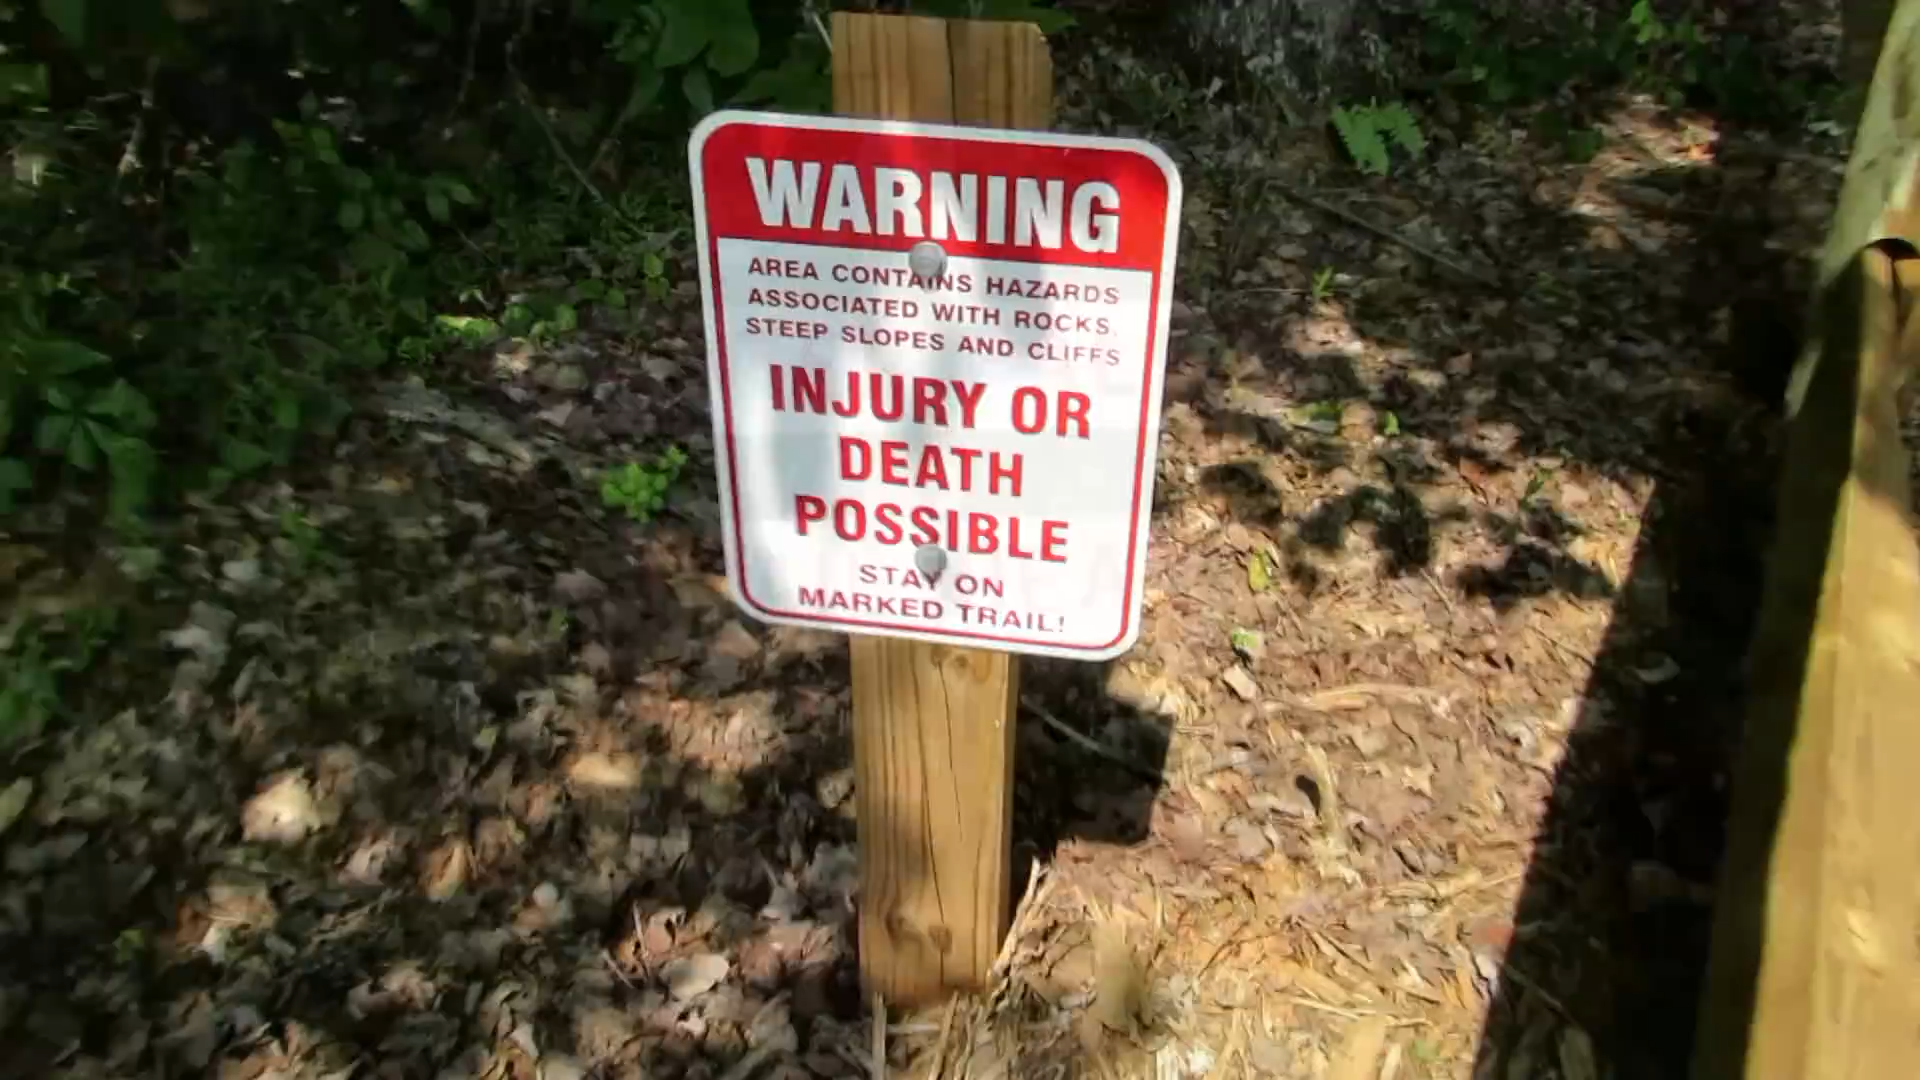 WARNING
AREA CONTAINS HAZARDS
ASSOCIATED WITH ROCKS,
STEEP SLOPES AND CLIFFS
INJURY OR
DEATH
POSSIBLE
STAY ON
MARKED TRAIL!